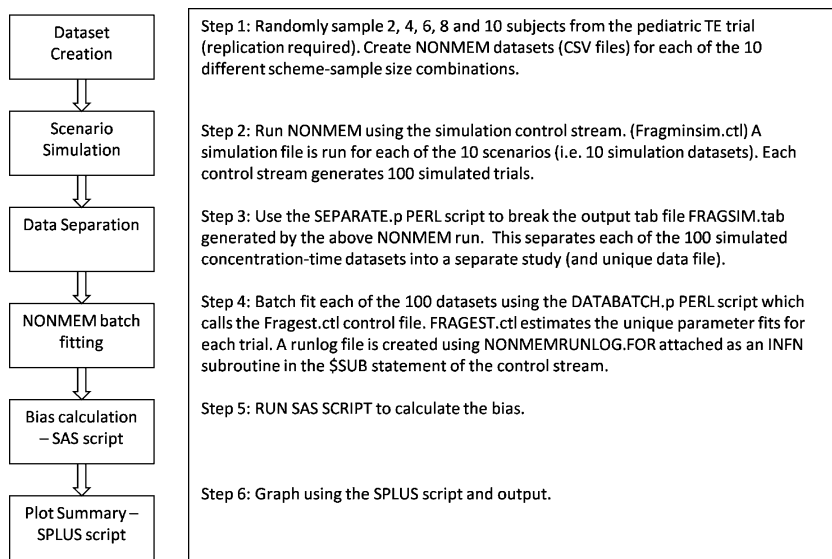 Dataset
Creation
Scenario
Simulation
Data Separation
NONMEM batch
fitting
Bias calculation
– SAS script
Plot Summary –
SPLUS script
Step 1: Randomly sample 2, 4, 6, 8 and 10 subjects from the pediatric TE trial
(replication required). Create NONMEM datasets (CSV files) for each of the 10
different scheme-sample size combinations.
Step 2: Run NONMEM using the simulation control stream. (Fragminsim.ctl) A
simulation file is run for each of the 10 scenarios (i.e. 10 simulation datasets). Each
control stream generates 100 simulated trials.
Step 3: Use the SEPARATE.p PERL script to break the output tab file FRAGSIM.tab
generated by the above NONMEM run. This separates each of the 100 simulated
concentration-time datasets into a separate study (and unique data file).
Step 4: Batch fit each of the 100 datasets using the DATABATCH.p PERL script which
calls the Fragest.ctl control file. FRAGEST.ctl estimates the unique parameter fits for
each trial. A runlog file is created using NONMEMRUNLOG.FOR attached as an INFN
subroutine in the $SUB statement of the control stream.
Step 5: RUN SAS SCRIPT to calculate the bias.
Step 6: Graph using the SPLUS script and output.